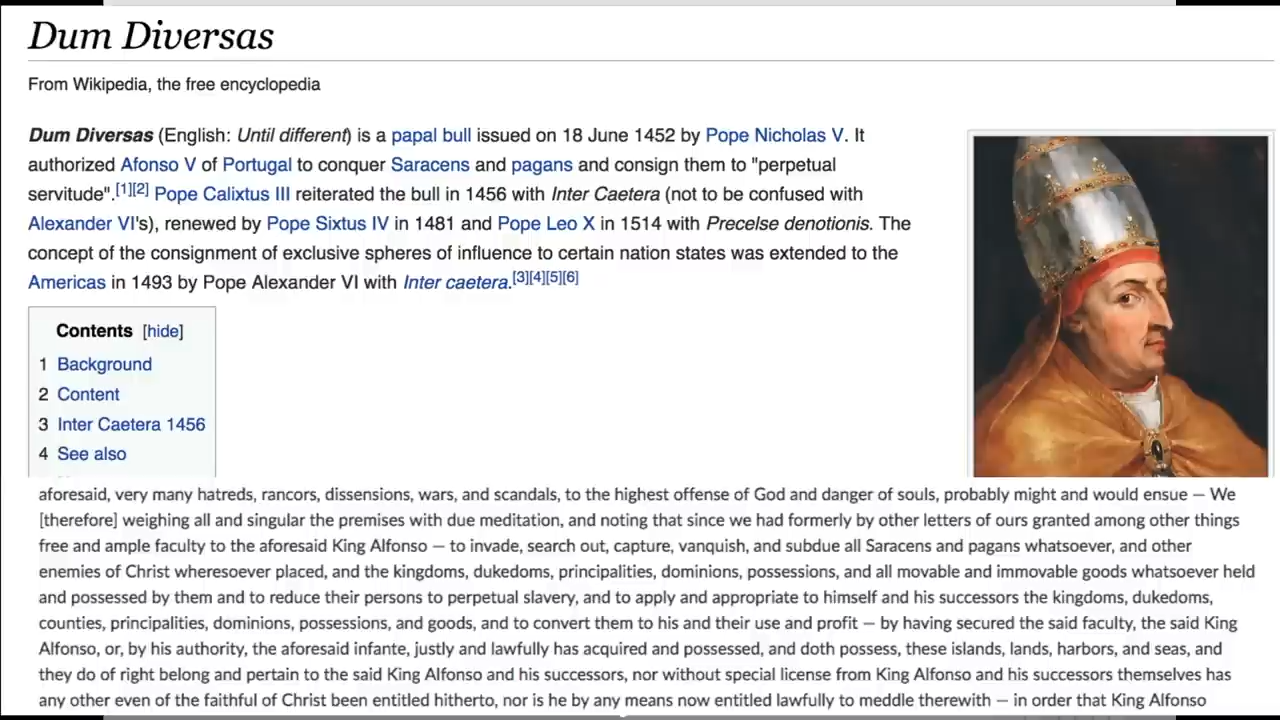 Dum Diversas
From Wikipedia, the free encyclopedia
Dum Diversas (English: Until different) is a papal bull issued on 18 June 1452 by Pope Nicholas V. It
authorized Afonso V of Portugal to conquer Saracens and pagans and consign them to "perpetual
servitude".[1][2] Pope Calixtus III reiterated the bull in 1456 with Inter Caetera (not to be confused with
Alexander VI's), renewed by Pope Sixtus IV in 1481 and Pope Leo X in 1514 with Precelse denotionis. The
concept of the consignment of exclusive spheres of influence to certain nation states was extended to the
Americas in 1493 by Pope Alexander VI with Inter caetera.[3][4][5][6]
Contents [hide]
1 Background
2 Content
3 Inter Caetera 1456
4 See also
aforesaid, very many hatreds, rancors, dissensions, wars, and scandals, to the highest offense of God and danger of souls, probably might and would ensue — We
[therefore] weighing all and singular the premises with due meditation, and noting that since we had formerly by other letters of ours granted among other things
free and ample faculty to the aforesaid King Alfonso — to invade, search out, capture, vanquish, and subdue all Saracens and pagans whatsoever, and other
enemies of Christ wheresoever placed, and the kingdoms, dukedoms, principalities, dominions, possessions, and all movable and immovable goods whatsoever held
and possessed by them and to reduce their persons to perpetual slavery, and to apply and appropriate to himself and his successors the kingdoms, dukedoms,
counties, principalities, dominions, possessions, and goods, and to convert them to his and their use and profit — by having secured the said faculty, the said King
Alfonso, or, by his authority, the aforesaid infante, justly and lawfully has acquired and possessed, and doth possess, these islands, lands, harbors, and seas, and
they do of right belong and pertain to the said King Alfonso and his successors, nor without special license from King Alfonso and his successors themselves has
any other even of the faithful of Christ been entitled hitherto, nor is he by any means now entitled lawfully to meddle therewith — in order that King Alfonso